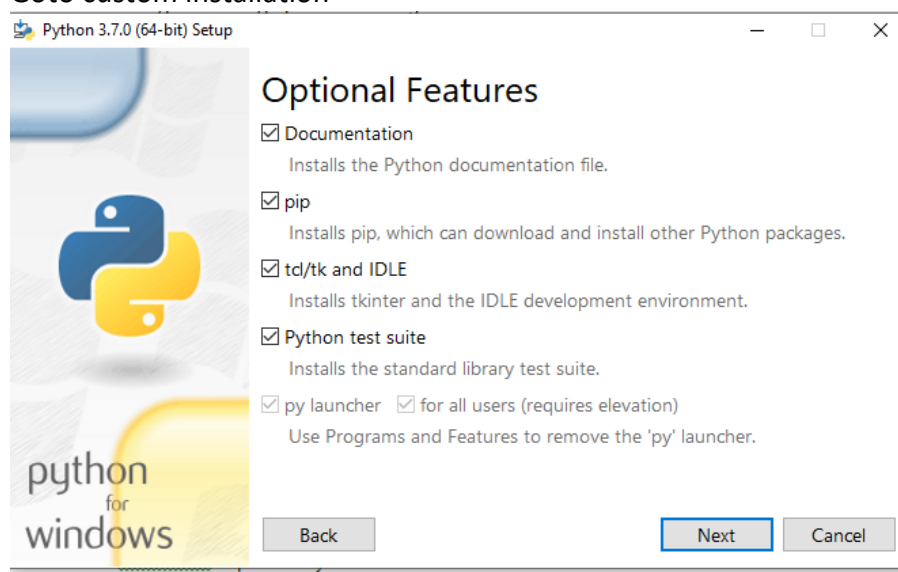 Goto custom installation
Python 3.7.0 (64-bit) Setup
Optional Features
Documentation
Installs the Python documentation file.
pip
Installs pip, which can download and install other Python packages.
tcl/tk and IDLE
Installs tkinter and the IDLE development environment.
Python test suite
Installs the standard library test suite.
py launcher for all users (requires elevation)
Use Programs and Features to remove the 'py' launcher.
python
for
windows
Back Next Cancel